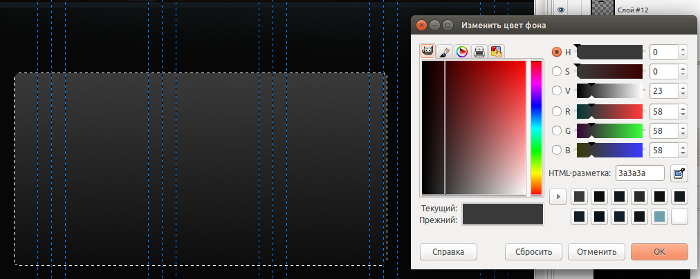 Слой #12
Изменить цвет фона
H 0
S 0
V 23
R 58
G 58
B 58
HTML-разметка: 3a3a3a
Текущий:
Прежний:
Справка Сбросить Отменить OK